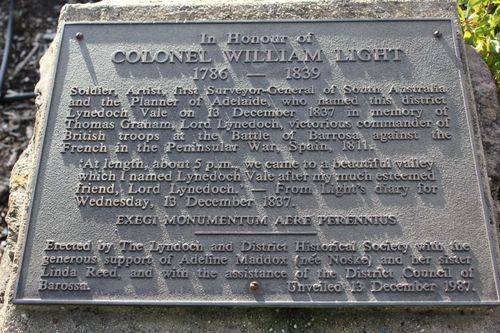 In Honour of
COLONEL WILLIAM LIGHT
1786 — 1839
Soldier, Artist, first Surveyor-General of South Australia
and the Planner of Adelaide, who named this district
Lynedoch Vale on 13 December 1837 in memory of
Thomas Graham, Lord Lynedoch, victorious commander of
British troops at the Battle of Barrosa against the
French in the Peninsular War, Spain, 1811.
'At length, about 5 p.m., we came to a beautiful valley
which I named Lynedoch Vale after my much esteemed
friend, Lord Lynedoch.' — From Light's diary for
Wednesday, 13 December 1837.
EXEGI MONUMENTUM AERE PERENNIUS
Erected by The Lyndoch and District Historical Society with the
generous support of Adeline Maddox (née Noske) and her sister
Linda Reed, and with the assistance of the District Council of
Barossa. Unveiled 13 December 1987.